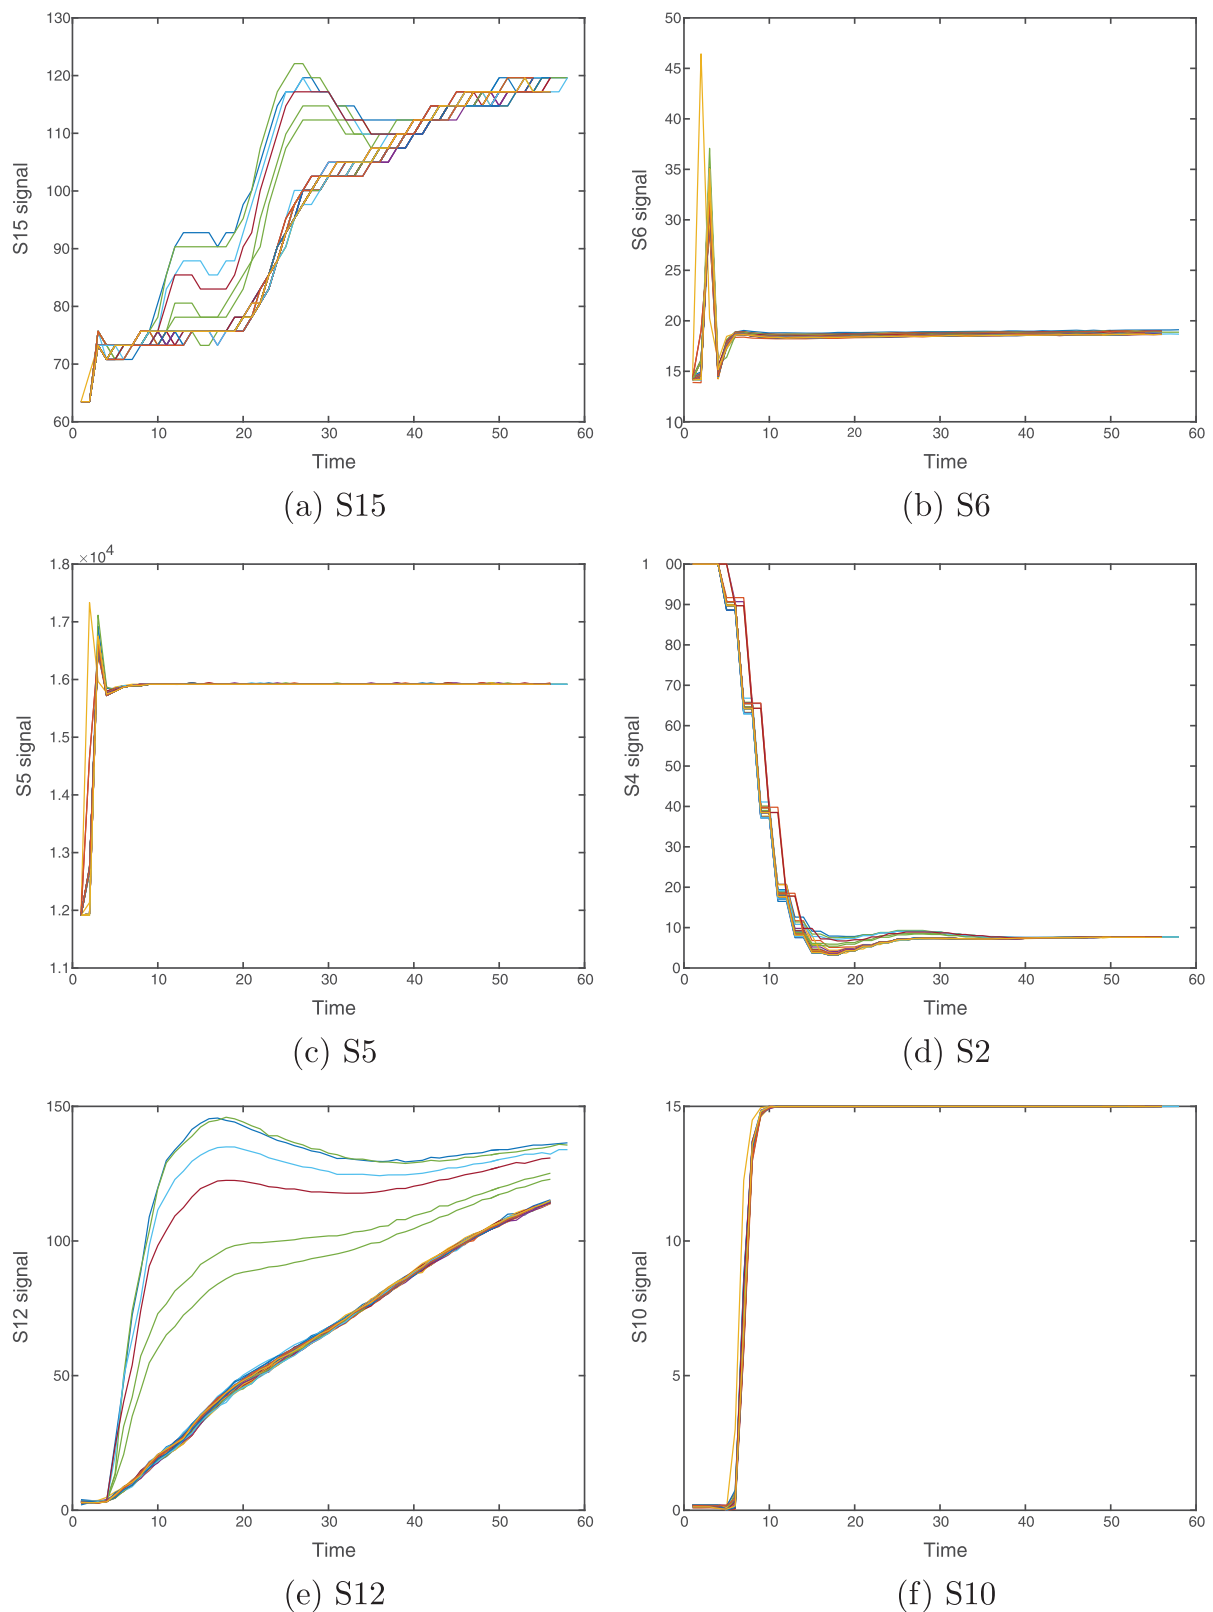 130
120
110
100
90
80
70
60
0 10 20 30 40 50 60
S15 signal
Time
(a) S15
50
45
40
35
30
25
20
15
10
0 10 20 30 40 50 60
S6 signal
Time
(b) S6
×10⁴
1.8
1.7
1.6
1.5
1.4
1.3
1.2
1.1
0 10 20 30 40 50 60
S5 signal
Time
(c) S5
1 00
90
80
70
60
50
40
30
20
10
0
0 10 20 30 40 50 60
S4 signal
Time
(d) S2
150
100
50
0
0 10 20 30 40 50 60
S12 signal
Time
(e) S12
15
10
5
0
0 10 20 30 40 50 60
S10 signal
Time
(f) S10